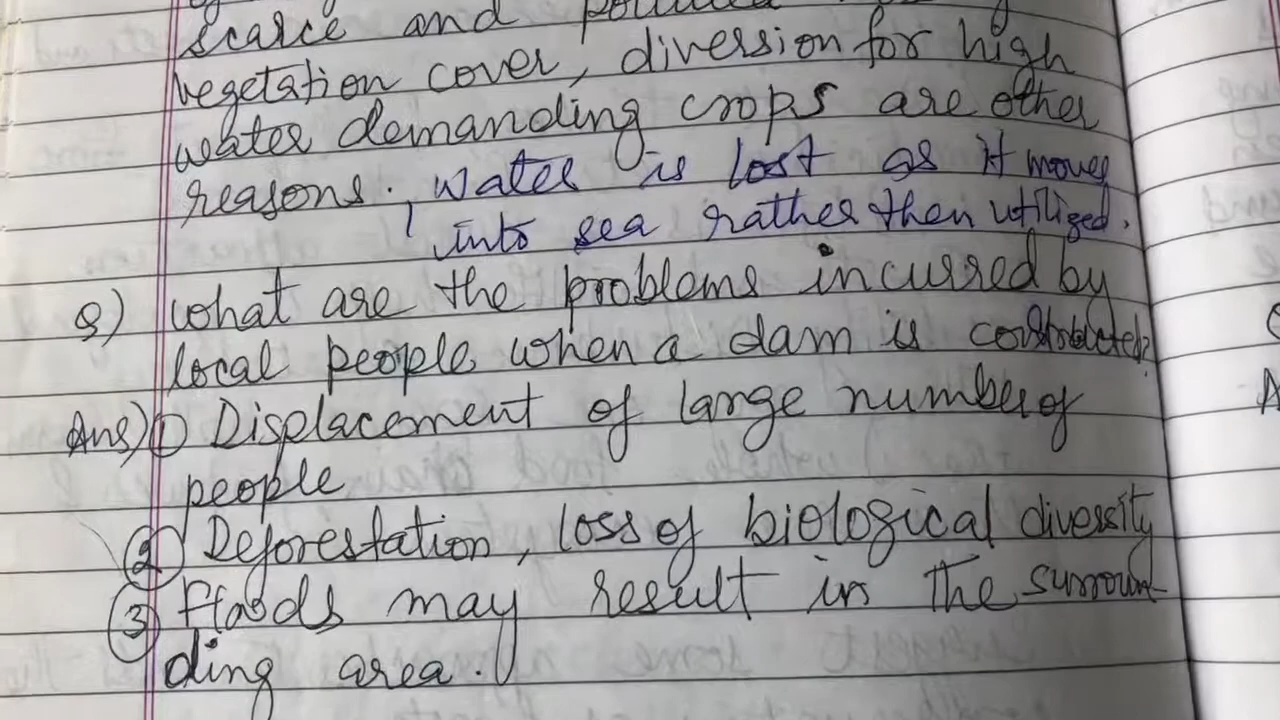 scarce and polluted
vegetation cover, diversion for high
water demanding crops are other
reasons. , water is lost as it moves
into sea rather then utilized.
Q) What are the problems incurred by
local people when a dam is constructed?
Ans) ① Displacement of large number of
people
② Deforestation, loss of biological diversity
③ Floods may result in the surroun-
ding area.